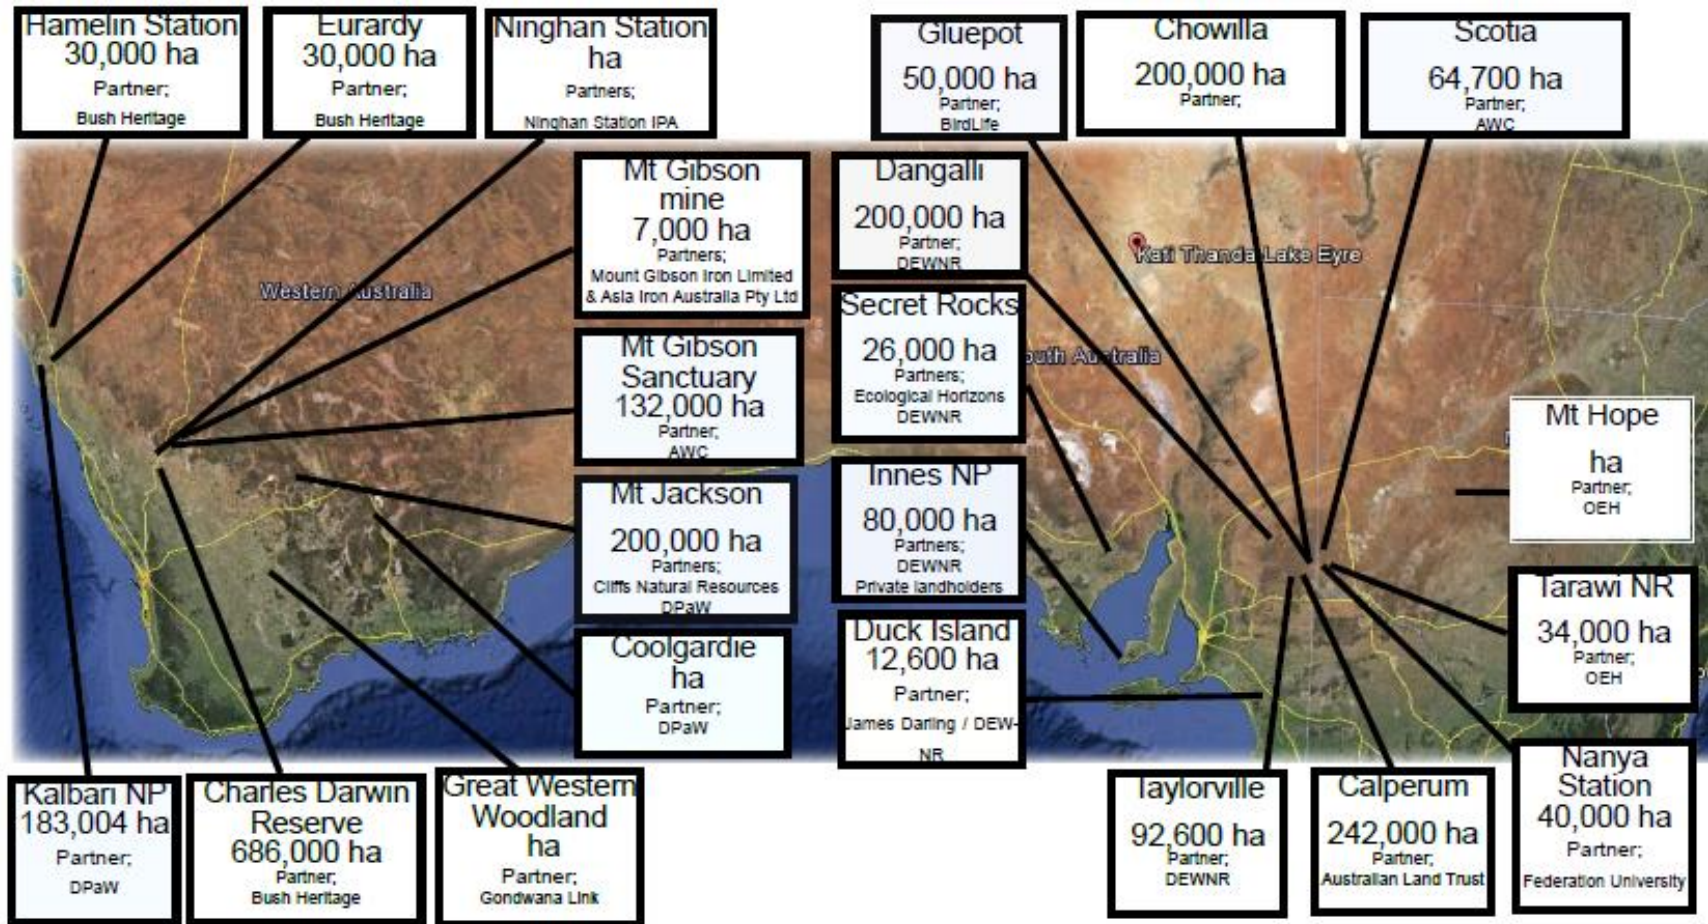 Hamelin Station
30,000 ha
Partner;
Bush Heritage
Eurardy
30,000 ha
Partner;
Bush Heritage
Ninghan Station
ha
Partners;
Ninghan Station IPA
Gluepot
50,000 ha
Partner;
BirdLife
Chowilla
200,000 ha
Partner;
Scotia
64,700 ha
Partner;
AWC
Mt Gibson
mine
7,000 ha
Partners;
Mount Gibson Iron Limited
& Asia Iron Australia Pty Ltd
Dangalli
200,000 ha
Partner;
DEWNR
Kati Thanda Lake Eyre
Western Australia
Mt Gibson
Sanctuary
132,000 ha
Partner;
AWC
Secret Rocks
26,000 ha
Partners;
Ecological Horizons
DEWNR
outh Australia
Mt Hope
ha
Partner;
OEH
Mt Jackson
200,000 ha
Partners;
Cliffs Natural Resources
DPaW
Innes NP
80,000 ha
Partners;
DEWNR
Private landholders
Tarawi NR
34,000 ha
Partner;
OEH
Coolgardie
ha
Partner;
DPaW
Duck Island
12,600 ha
Partner;
James Darling / DEW-
NR
Kalbari NP
183,004 ha
Partner;
DPaW
Charles Darwin
Reserve
686,000 ha
Partner;
Bush Heritage
Great Western
Woodland
ha
Partner;
Gondwana Link
Taylorville
92,600 ha
Partner;
DEWNR
Calperum
242,000 ha
Partner;
Australian Land Trust
Nanya
Station
40,000 ha
Partner;
Federation University